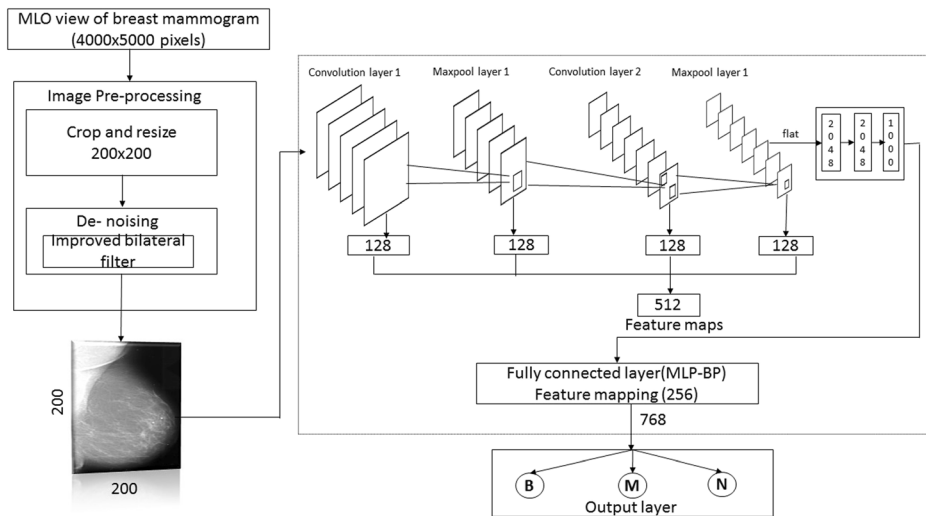 MLO view of breast mammogram
(4000x5000 pixels)
Image Pre-processing
Crop and resize
200x200
De- noising
Improved bilateral
filter
200
200
Convolution layer 1
Maxpool layer 1
Convolution layer 2
Maxpool layer 1
flat
2048
2048
1000
128
128
128
128
512
Feature maps
Fully connected layer(MLP-BP)
Feature mapping (256)
768
B
M
N
Output layer